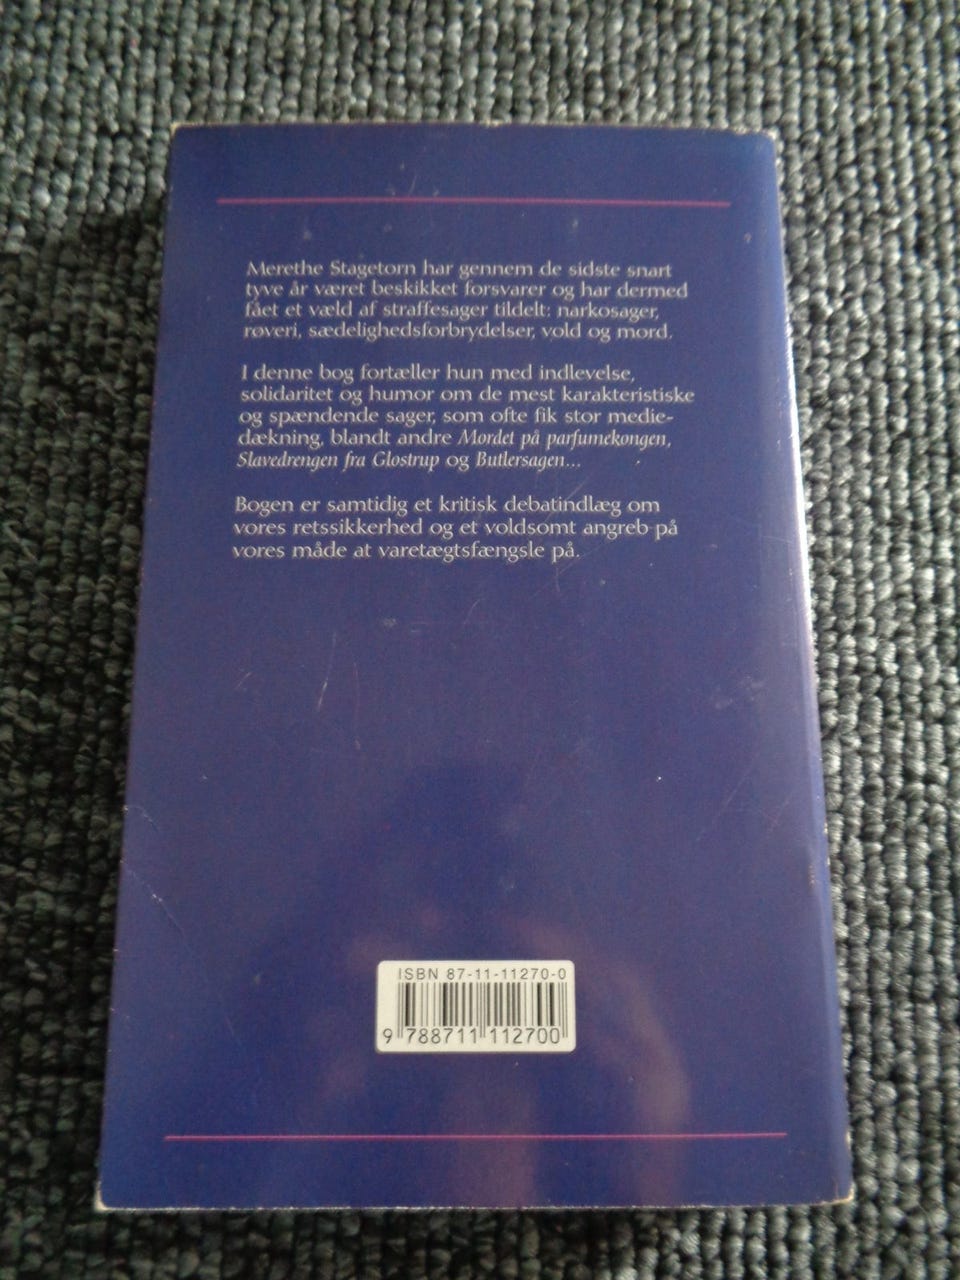 Merethe Stagetorn har gennem de sidste snart
tyve år været beskikket forsvarer og har dermed
fået et væld af straffesager tildelt: narkosager,
røveri, sædelighedsforbrydelser, vold og mord.
I denne bog fortæller hun med indlevelse,
solidaritet og humor om de mest karakteristiske
og spændende sager, som ofte fik stor medie-
dækning, blandt andre Mordet på parfumekongen,
Slavedrengen fra Glostrup og Butlersagen...
Bogen er samtidig et kritisk debatindlæg om
vores retssikkerhed og et voldsomt angreb på
vores måde at varetægtsfængsle på.
ISBN 87-11-11270-0
9 788711 112700